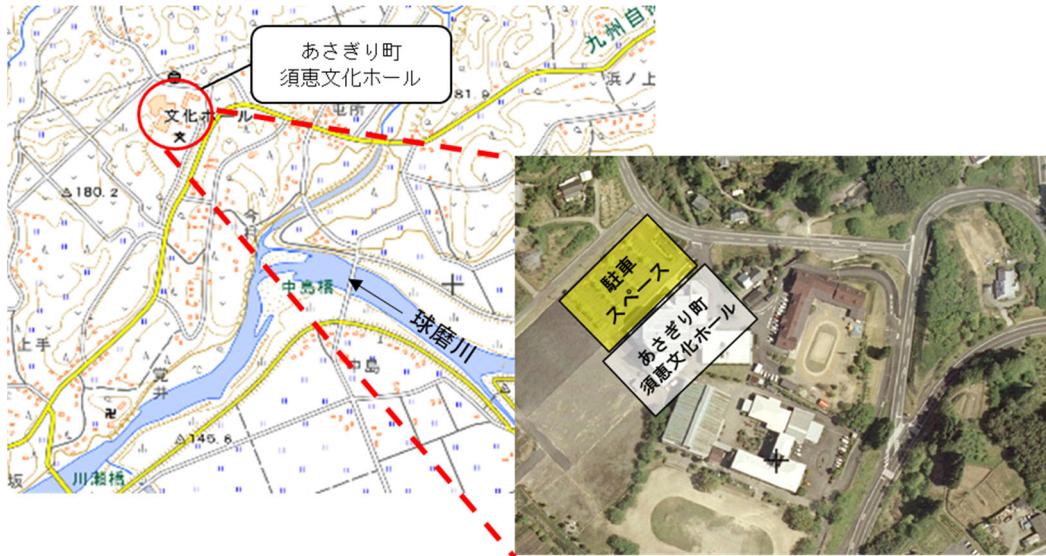 あさぎり町
須恵文化ホール
九州自
浜ノ上
81.9
文化ホール
屯所
180.2
今村
中島橋
球磨川
上手
覚井
中島
145.6
川瀬橋
坂
駐車
スペース
あさぎり町
須恵文化ホール